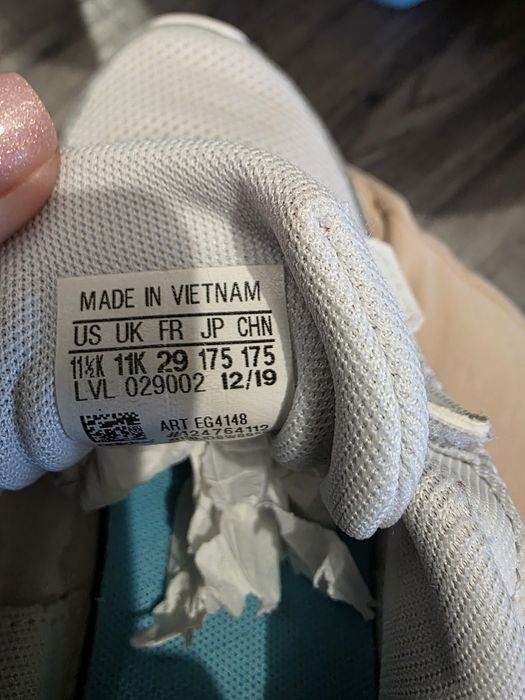 MADE IN VIETNAM
US UK FR JP CHN
11½K 11K 29 175 175
LVL 029002 12/19
ART EG4148
#124764112